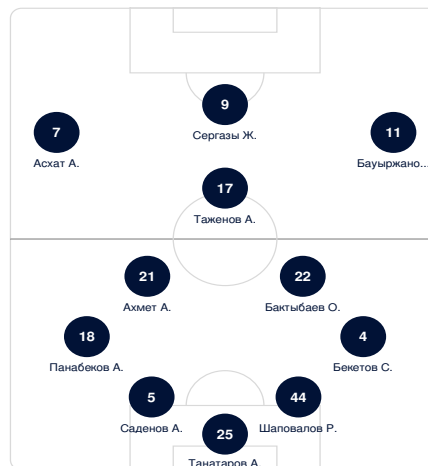 9
Сергазы Ж.
7
Асхат А.
11
Бауыржано...
17
Таженов А.
21
Ахмет А.
22
Бактыбаев О.
18
Панабеков А.
4
Бекетов С.
5
Саденов А.
44
Шаповалов Р.
25
Танатаров А.